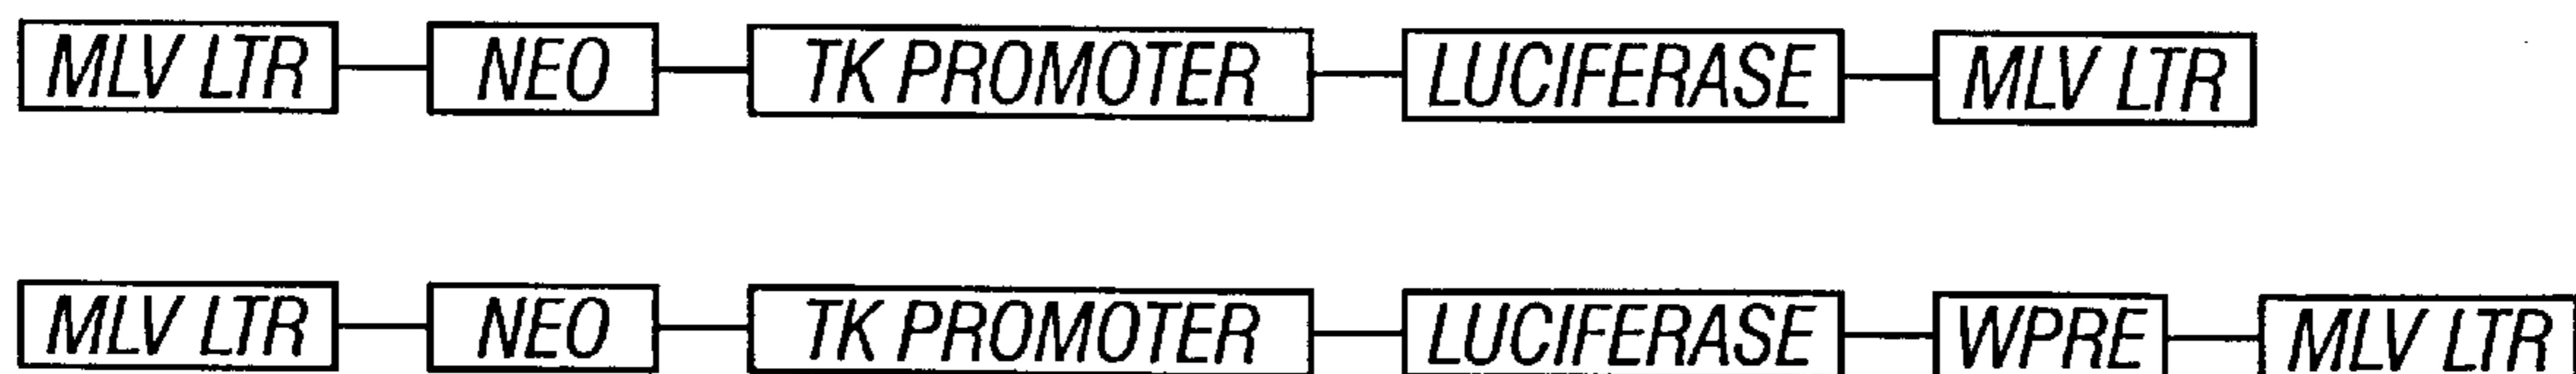 MLV LTR NEO TK PROMOTER LUCIFERASE MLV LTR
MLV LTR NEO TK PROMOTER LUCIFERASE WPRE MLV LTR